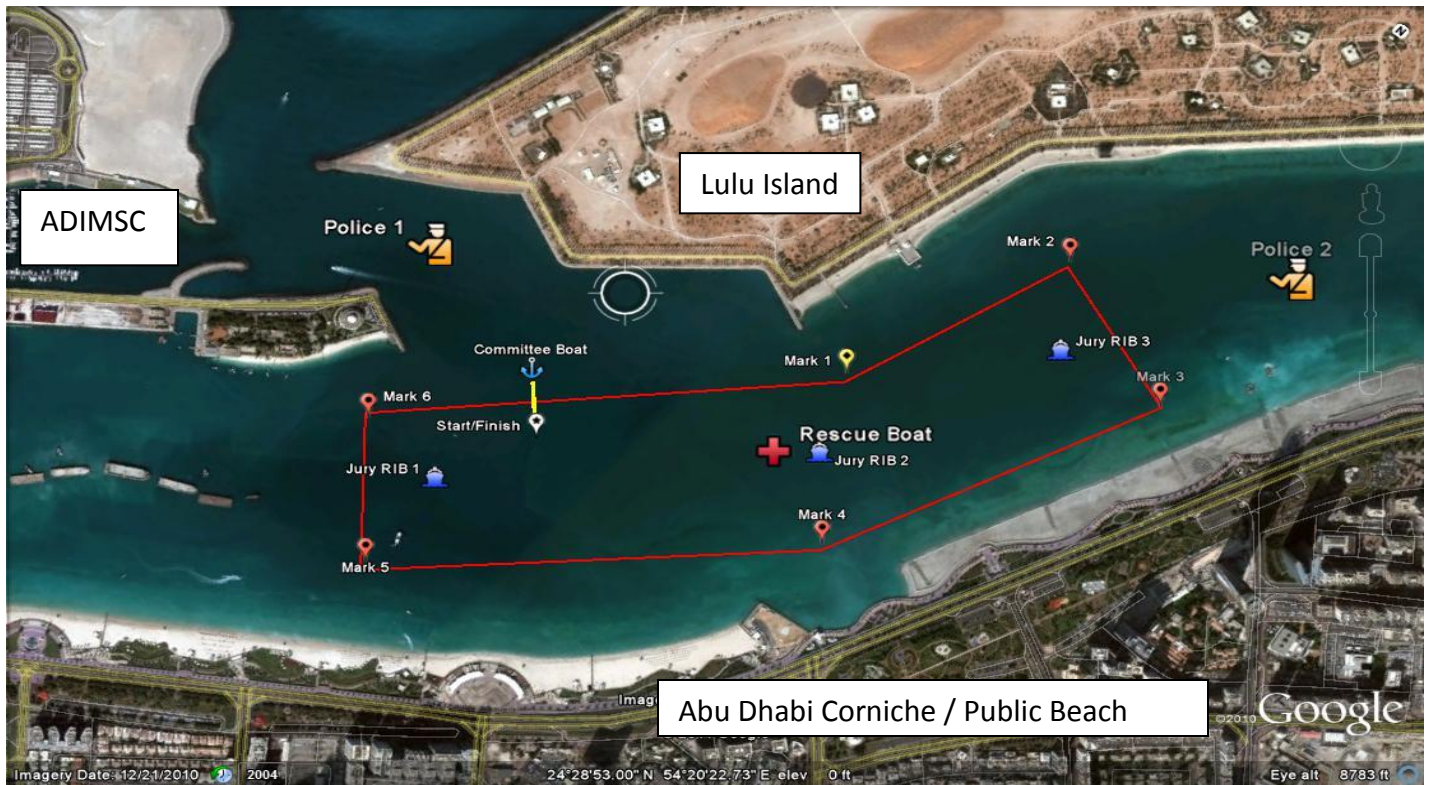 Lulu Island
ADIMSC
Police 1
Mark 2
Police 2
Jury RIB 3
Committee Boat
Mark 1
Mark 3
Mark 6
Start/Finish
Rescue Boat
Jury RIB 2
Jury RIB 1
Mark 4
Mark 5
Abu Dhabi Corniche / Public Beach
©2010 Google
Imagery Date: 12/21/2010 2004 24°28'53.00" N 54°20'22.73" E elev 0 ft Eye alt 8783 ft